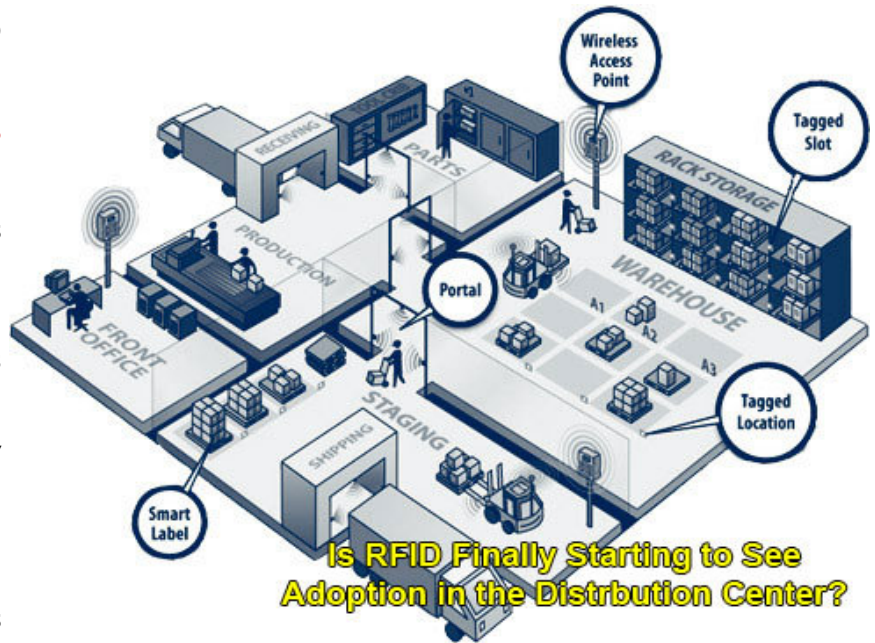 Wireless
Access
Point
Tagged
Slot
TOOL CRIB
RECEIVING
PARTS
RACK STORAGE
PRODUCTION
WAREHOUSE
Portal
FRONT
OFFICE
A1
A2
A3
STAGING
Tagged
Location
SHIPPING
Smart
Label
Is RFID Finally Starting to See
Adoption in the Distrbution Center?